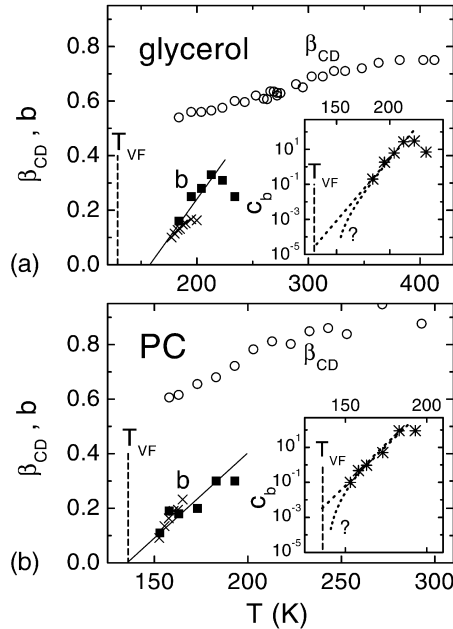 glycerol
β_CD
0.8
0.6
0.4
0.2
0.0
β_CD , b
T_VF
b
150 200
10^1
10^-1
10^-3
10^-5
c_b
T_VF
?
(a)
200 300 400
PC
β_CD
0.8
0.6
0.4
0.2
0.0
β_CD , b
T_VF
b
150 200
10^1
10^-1
10^-3
10^-5
c_b
T_VF
?
(b)
150 200 250 300
T (K)